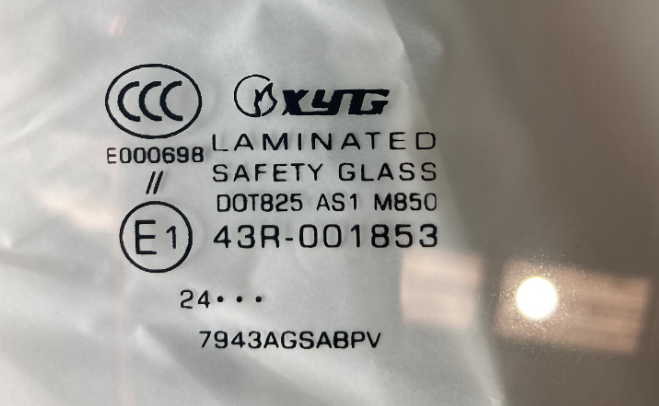 CCC XYG
E000698 LAMINATED
SAFETY GLASS
//
DOT825 AS1 M850
E1 43R-001853
24•••
7943AGSABPV